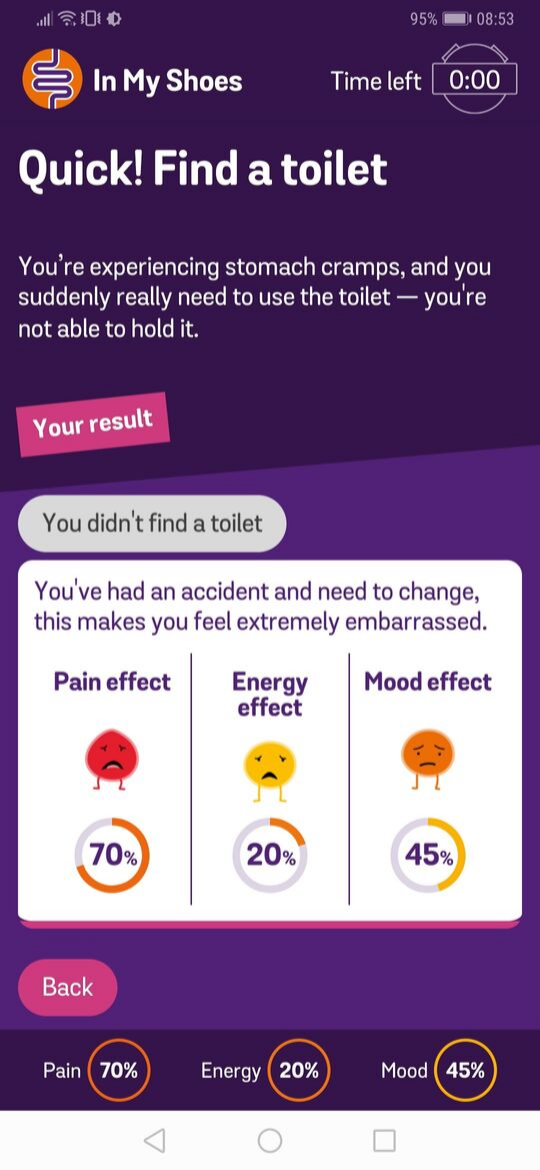 95% 08:53
In My Shoes
Time left 0:00
Quick! Find a toilet
You're experiencing stomach cramps, and you
suddenly really need to use the toilet — you're
not able to hold it.
Your result
You didn't find a toilet
You've had an accident and need to change,
this makes you feel extremely embarrassed.
Pain effect
Energy
effect
Mood effect
70%
20%
45%
Back
Pain 70% Energy 20% Mood 45%